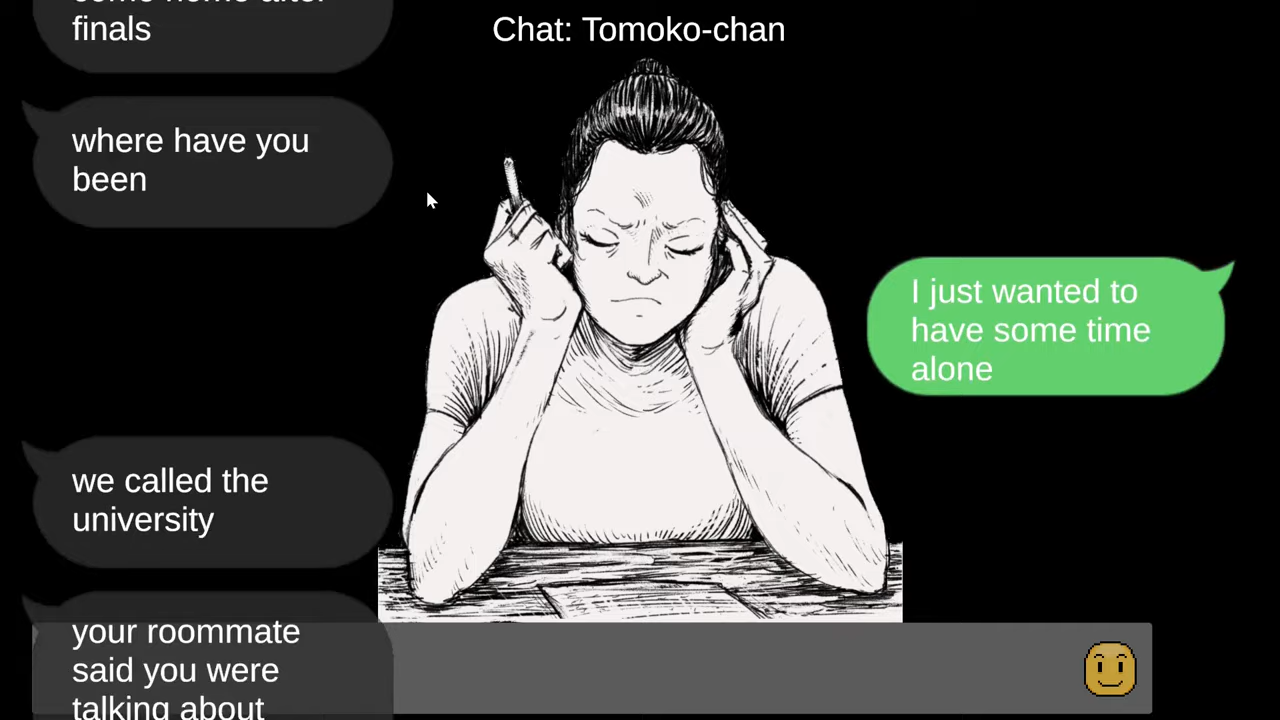 finals
Chat: Tomoko-chan
where have you
been
I just wanted to
have some time
alone
we called the
university
your roommate
said you were
talking about